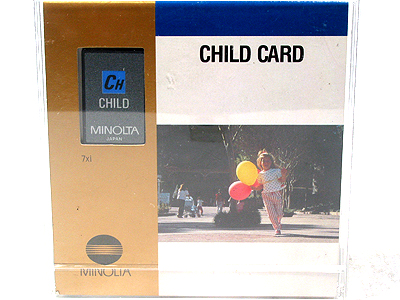 CHILD CARD
CH
CHILD
MINOLTA
JAPAN
7xi
MINOLTA